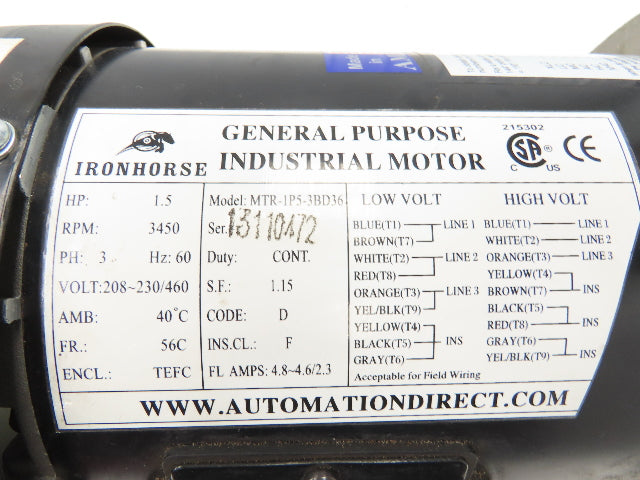 Made
in
GENERAL PURPOSE
INDUSTRIAL MOTOR
IRONHORSE
215302
SA
C US
CE
HP: 1.5
RPM: 3450
PH: 3 Hz: 60
VOLT:208~230/460
AMB: 40°C
FR.: 56C
ENCL.: TEFC
Model: MTR-1P5-3BD36
Ser.
Duty: CONT.
S.F.: 1.15
CODE: D
INS.CL.: F
FL AMPS: 4.8~4.6/2.3
LOW VOLT
BLUE(T1) LINE 1
BROWN(T7)
WHITE(T2) LINE 2
RED(T8)
ORANGE(T3) LINE 3
YEL/BLK(T9)
YELLOW(T4)
BLACK(T5) INS
GRAY(T6)
Acceptable for Field Wiring
HIGH VOLT
BLUE(T1) LINE 1
WHITE(T2) LINE 2
ORANGE(T3) LINE 3
YELLOW(T4)
BROWN(T7) INS
BLACK(T5)
RED(T8) INS
GRAY(T6)
YEL/BLK(T9) INS
WWW.AUTOMATIONDIRECT.COM